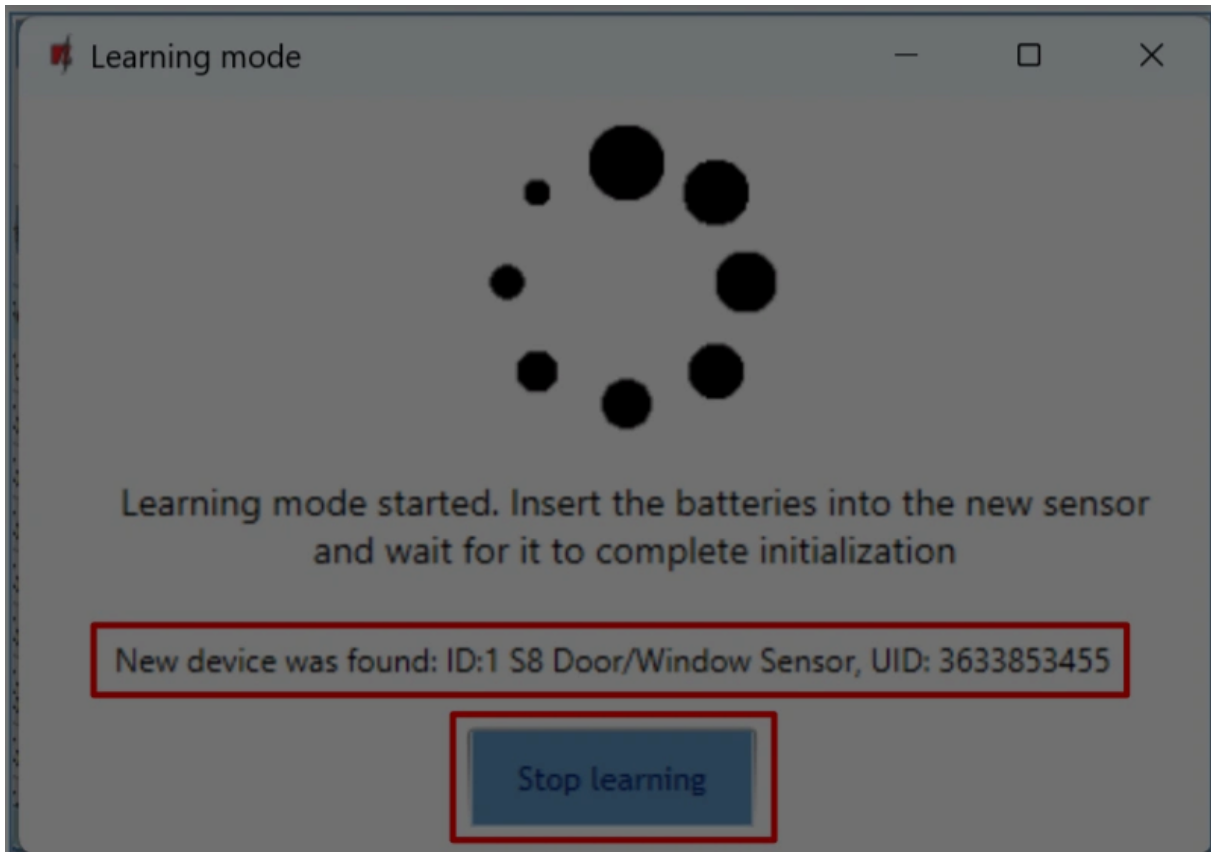 Learning mode
Learning mode started. Insert the batteries into the new sensor
and wait for it to complete initialization
New device was found: ID:1 S8 Door/Window Sensor, UID: 3633853455
Stop learning